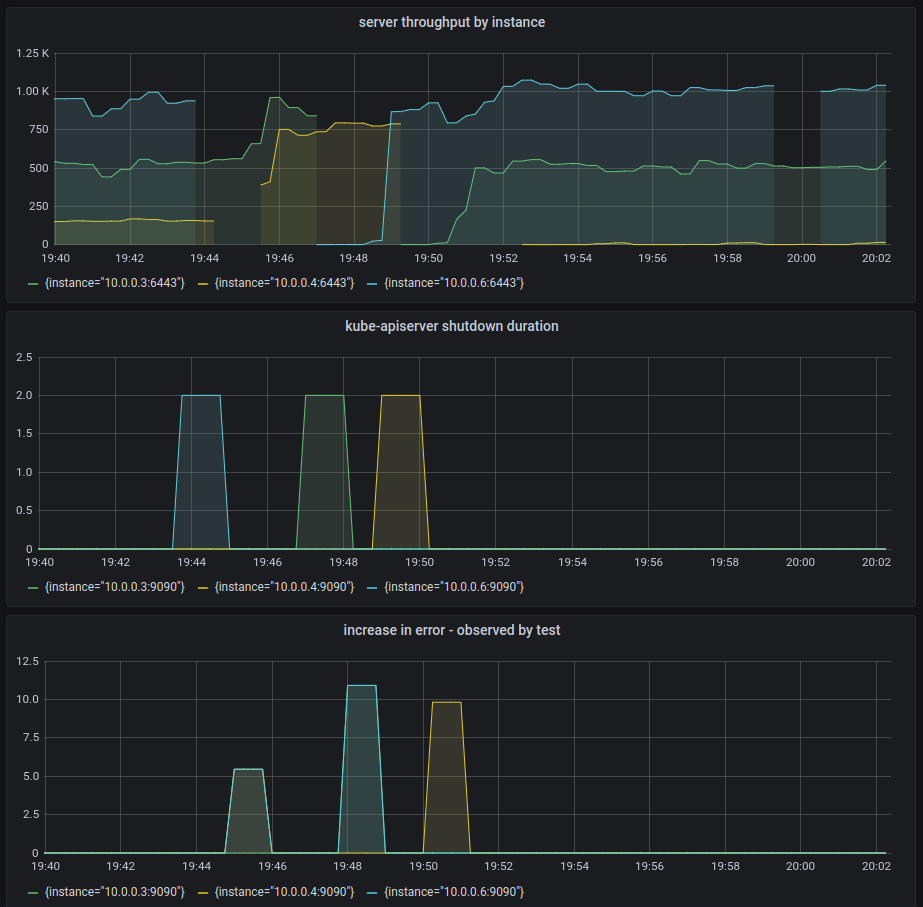 server throughput by instance
1.25 K
1.00 K
750
500
250
0
19:40 19:42 19:44 19:46 19:48 19:50 19:52 19:54 19:56 19:58 20:00 20:02
{instance="10.0.0.3:6443"} {instance="10.0.0.4:6443"} {instance="10.0.0.6:6443"}
kube-apiserver shutdown duration
2.5
2.0
1.5
1.0
0.5
0
19:40 19:42 19:44 19:46 19:48 19:50 19:52 19:54 19:56 19:58 20:00 20:02
{instance="10.0.0.3:9090"} {instance="10.0.0.4:9090"} {instance="10.0.0.6:9090"}
increase in error - observed by test
12.5
10.0
7.5
5.0
2.5
0
19:40 19:42 19:44 19:46 19:48 19:50 19:52 19:54 19:56 19:58 20:00 20:02
{instance="10.0.0.3:9090"} {instance="10.0.0.4:9090"} {instance="10.0.0.6:9090"}